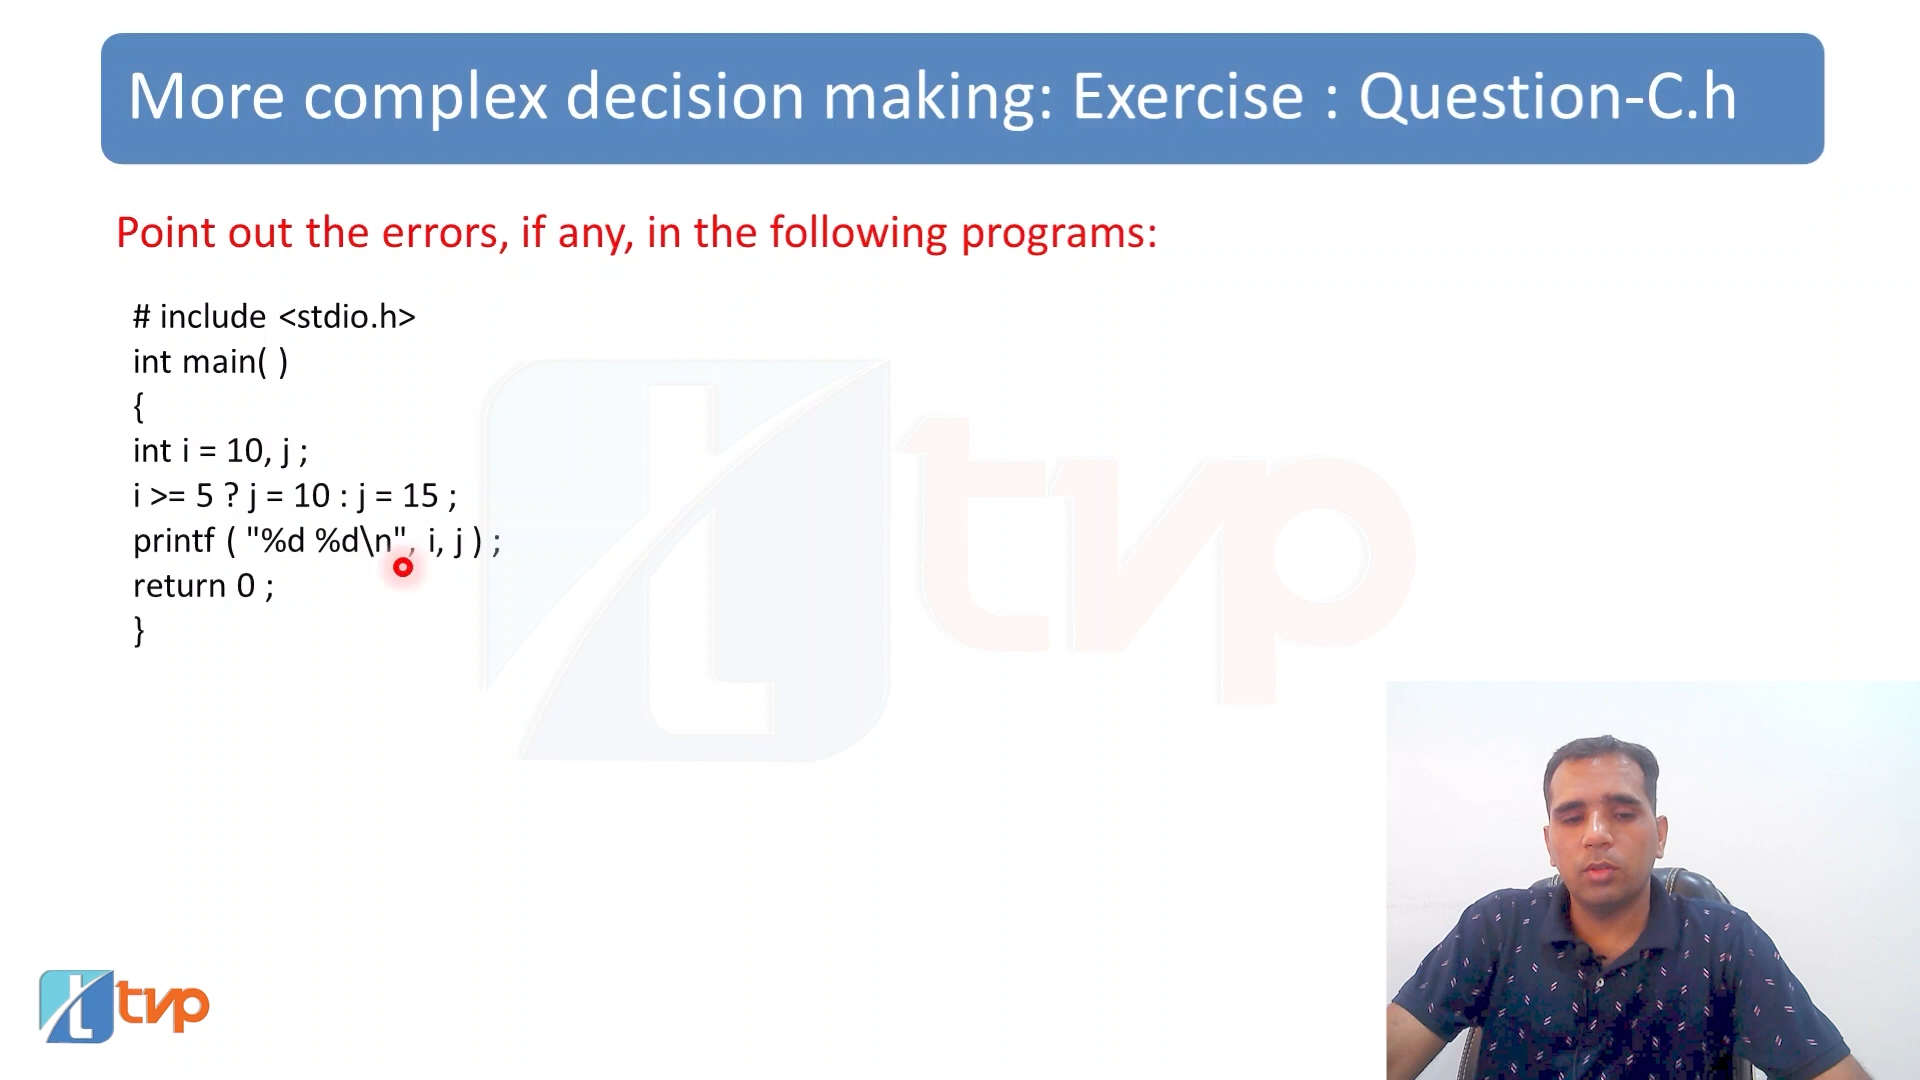 More complex decision making: Exercise : Question-C.h
Point out the errors, if any, in the following programs:
# include <stdio.h>
int main( )
{
int i = 10, j ;
i >= 5 ? j = 10 : j = 15 ;
printf ( "%d %d\n", i, j ) ;
return 0 ;
}
tvp
t tvp